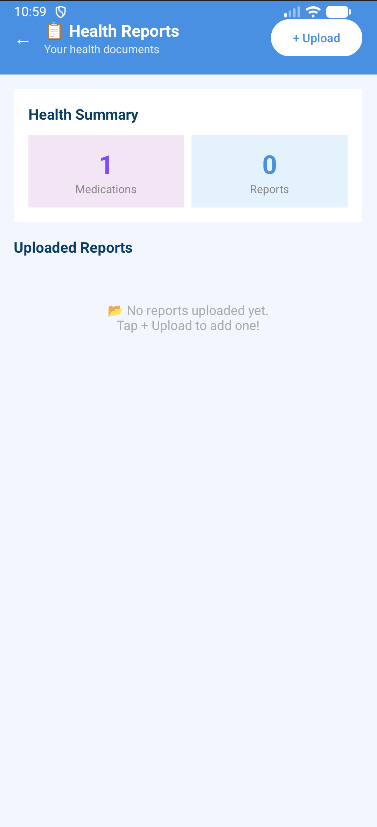 10:59
← 📋 Health Reports
Your health documents
+ Upload
Health Summary
1
Medications
0
Reports
Uploaded Reports
📂 No reports uploaded yet.
Tap + Upload to add one!